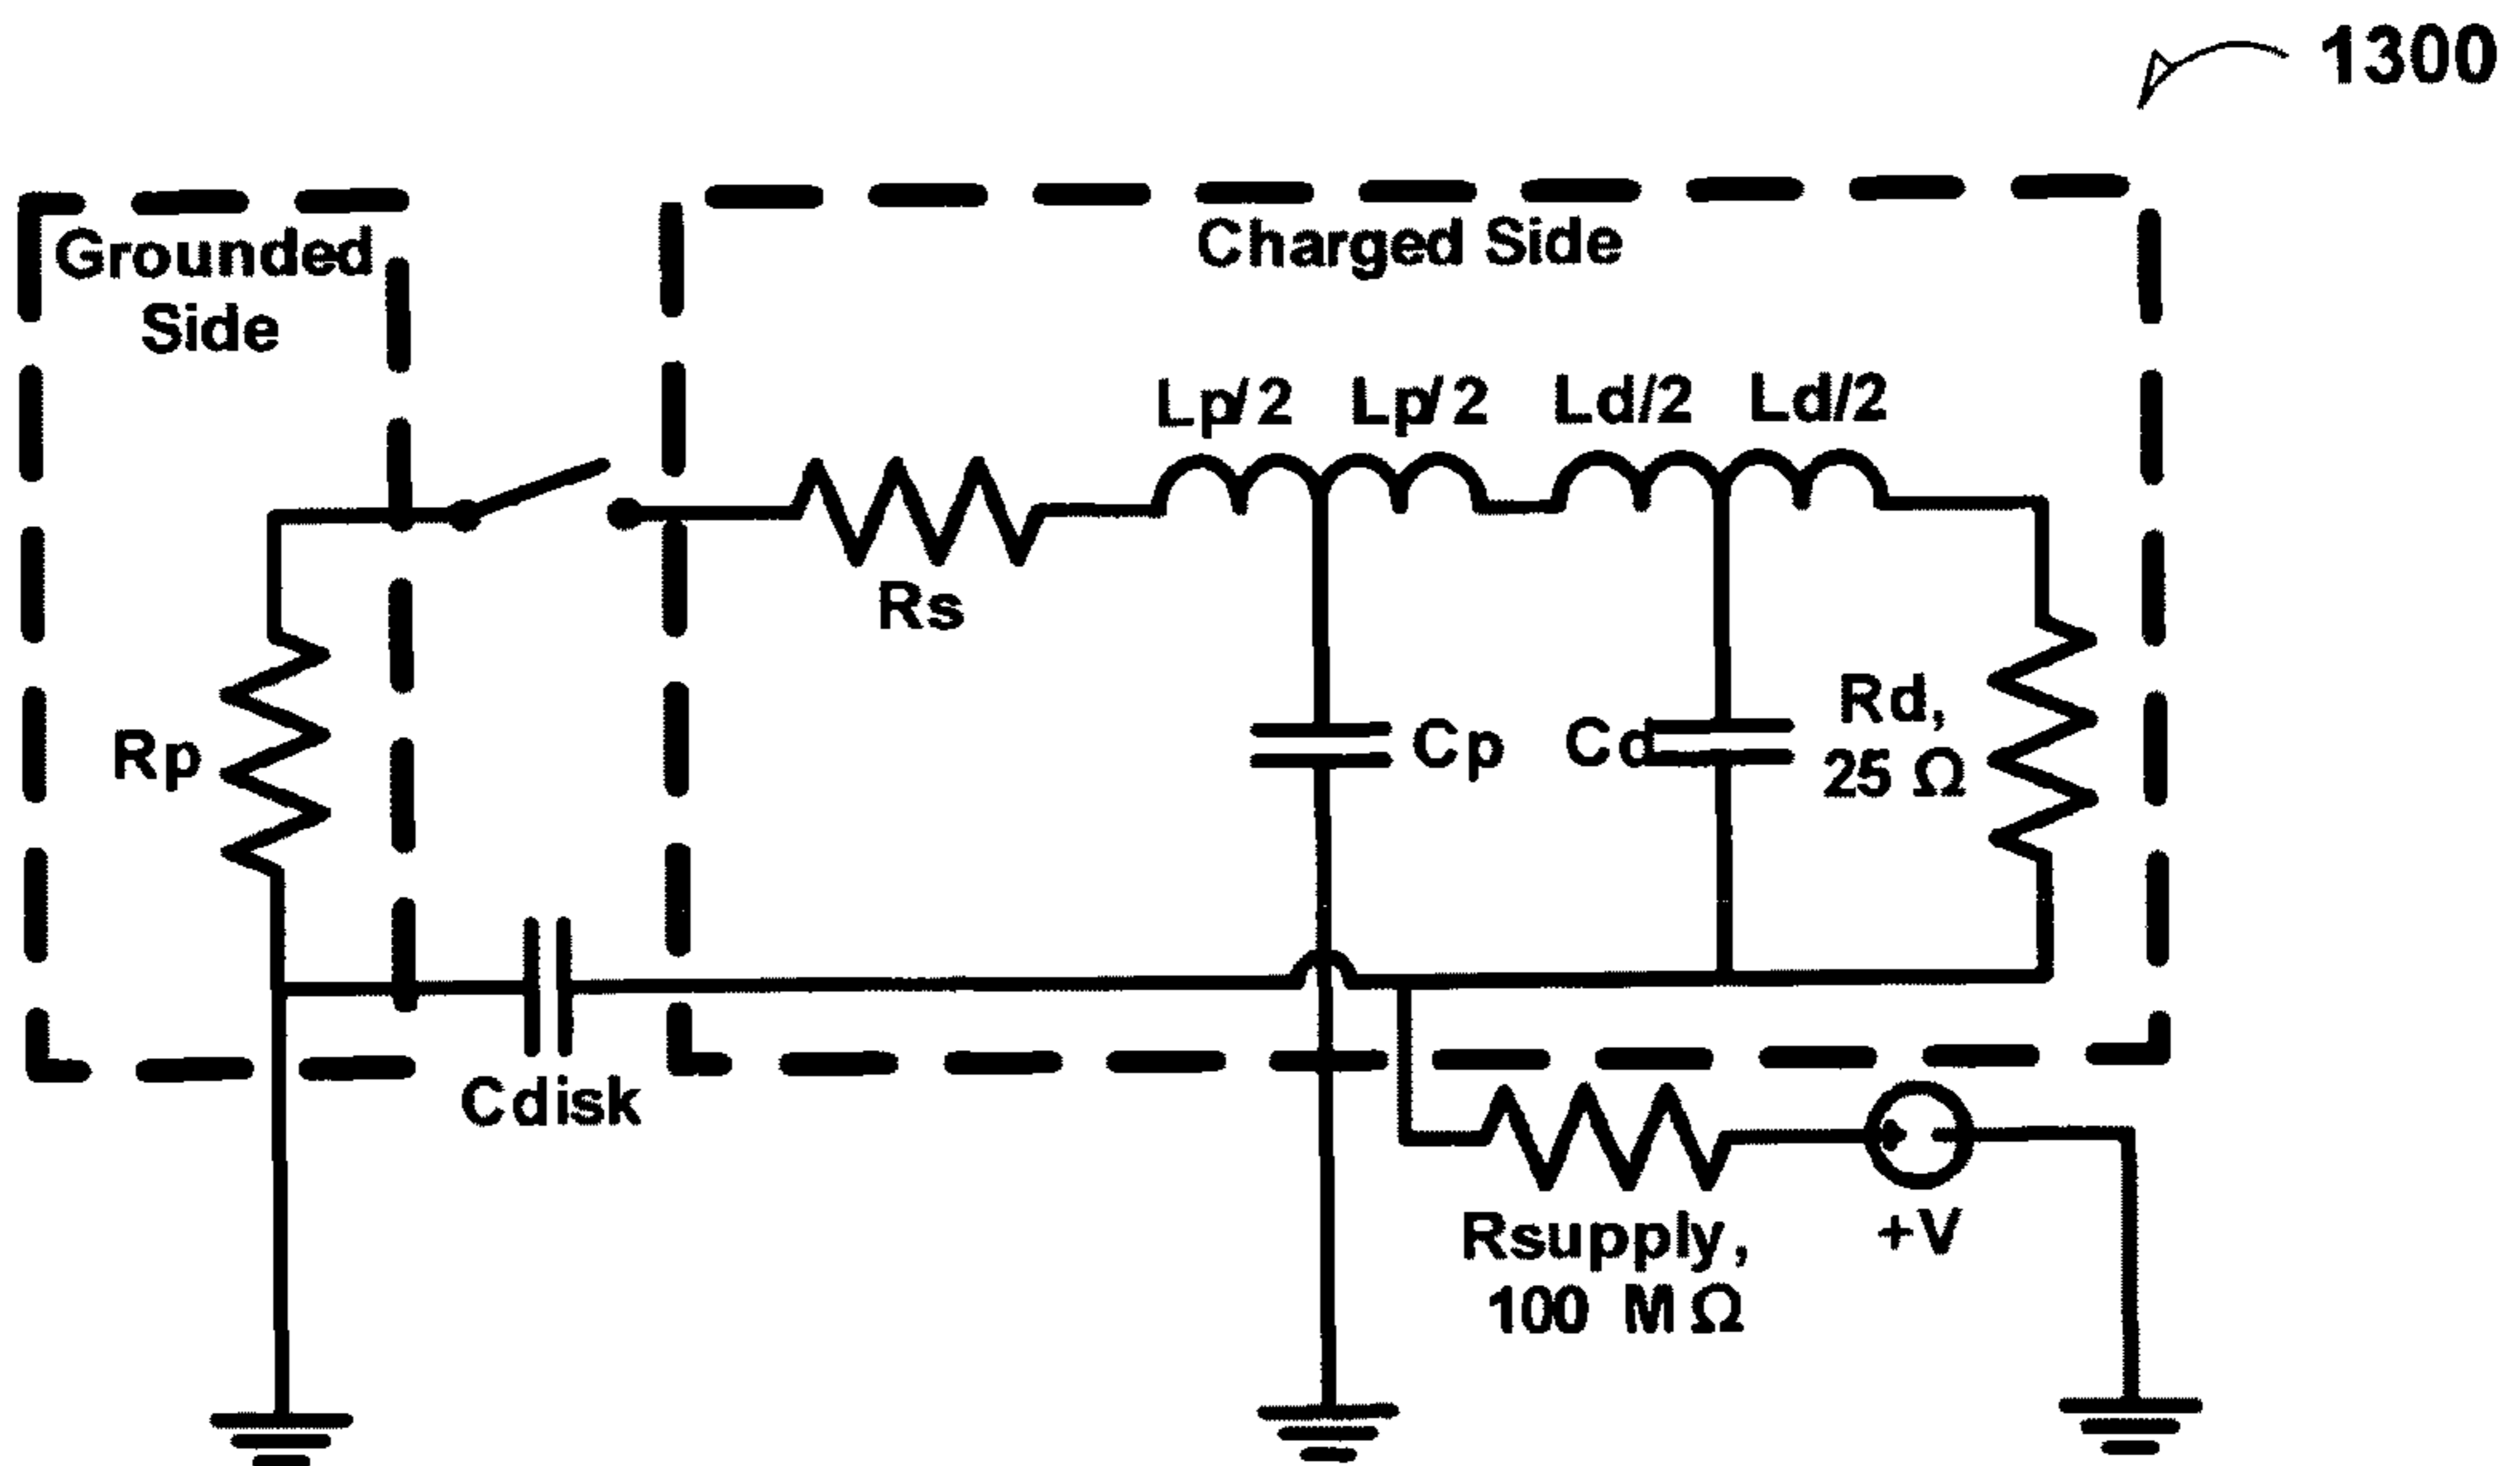 1300
Grounded
Side
Charged Side
Lp/2 Lp/2 Ld/2 Ld/2
Rs
Rp
Cp
Cd
Rd,
25 Ω
Cdisk
Rsupply,
100 MΩ
+V